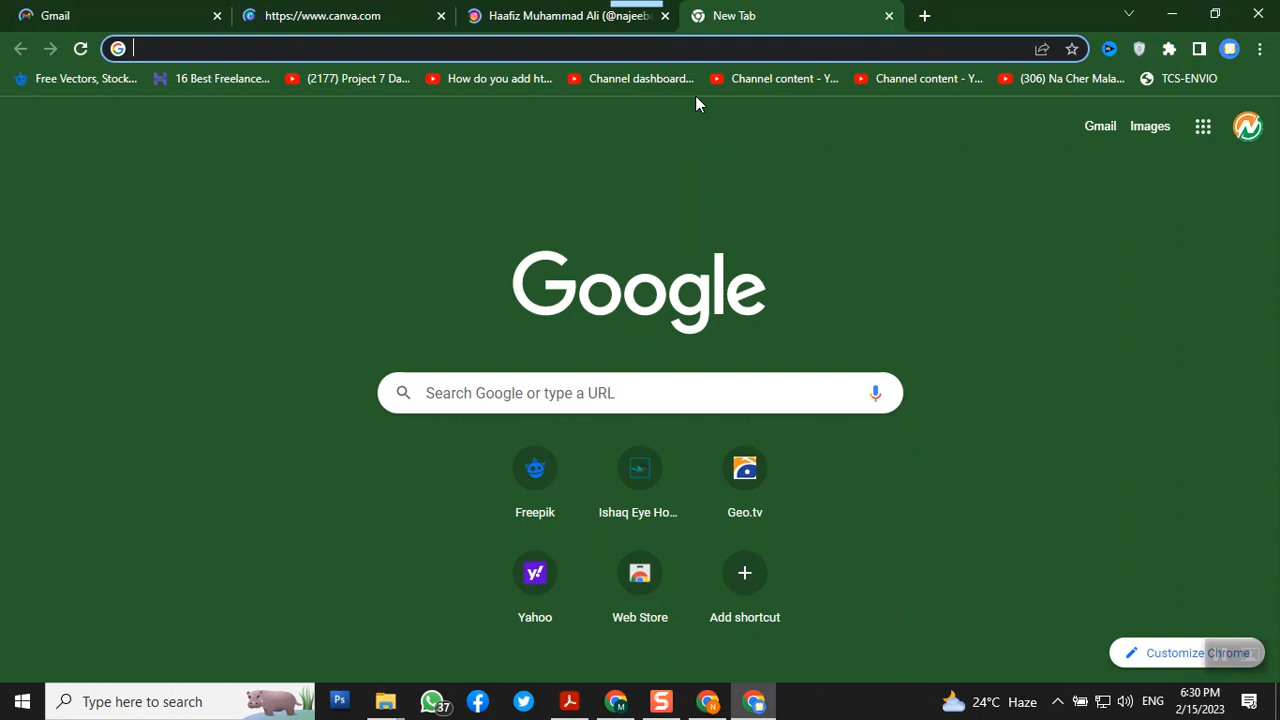 Gmail
https://www.canva.com
Haafiz Muhammad Ali (@najeeba
New Tab
Free Vectors, Stock...
16 Best Freelance...
(2177) Project 7 Da...
How do you add ht...
Channel dashboard...
Channel content - Y...
Channel content - Y...
(306) Na Cher Mala...
TCS-ENVIO
Gmail
Images
Google
Search Google or type a URL
Freepik
Ishaq Eye Ho...
Geo.tv
Yahoo
Web Store
Add shortcut
Customize Chrome
Type here to search
37
24°C Haze
ENG
6:30 PM
2/15/2023